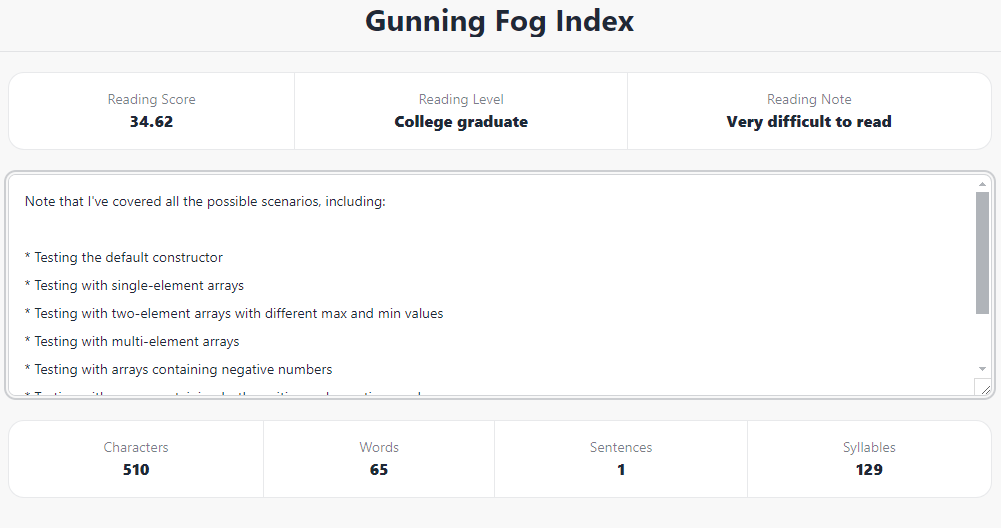 Gunning Fog Index
Reading Score
34.62
Reading Level
College graduate
Reading Note
Very difficult to read
Note that I've covered all the possible scenarios, including:
* Testing the default constructor
* Testing with single-element arrays
* Testing with two-element arrays with different max and min values
* Testing with multi-element arrays
* Testing with arrays containing negative numbers
Characters
510
Words
65
Sentences
1
Syllables
129